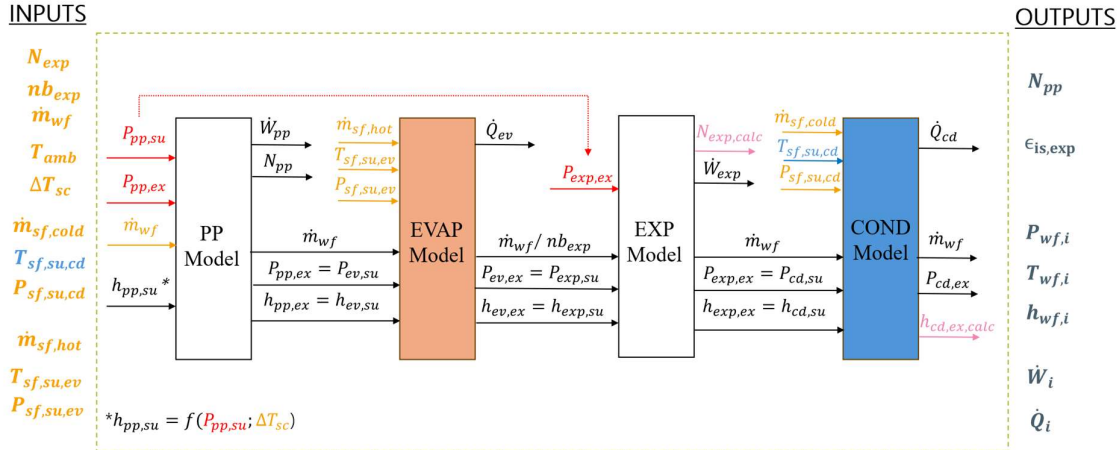 INPUTS
N_exp
nb_exp
ṁ_wf
T_amb
ΔT_sc
ṁ_sf,cold
T_sf,su,cd
P_sf,su,cd
ṁ_sf,hot
T_sf,su,ev
P_sf,su,ev
P_pp,su
P_pp,ex
ṁ_wf
h_pp,su *
PP
Model
Ẇ_pp
N_pp
ṁ_wf
P_pp,ex = P_ev,su
h_pp,ex = h_ev,su
ṁ_sf,hot
T_sf,su,ev
P_sf,su,ev
EVAP
Model
Q̇_ev
ṁ_wf / nb_exp
P_ev,ex = P_exp,su
h_ev,ex = h_exp,su
P_exp,ex
EXP
Model
N_exp,calc
Ẇ_exp
ṁ_wf
P_exp,ex = P_cd,su
h_exp,ex = h_cd,su
ṁ_sf,cold
T_sf,su,cd
P_sf,su,cd
COND
Model
Q̇_cd
ṁ_wf
P_cd,ex
h_cd,ex,calc
*h_pp,su = f(P_pp,su; ΔT_sc)
OUTPUTS
N_pp
ϵ_is,exp
P_wf,i
T_wf,i
h_wf,i
Ẇ_i
Q̇_i